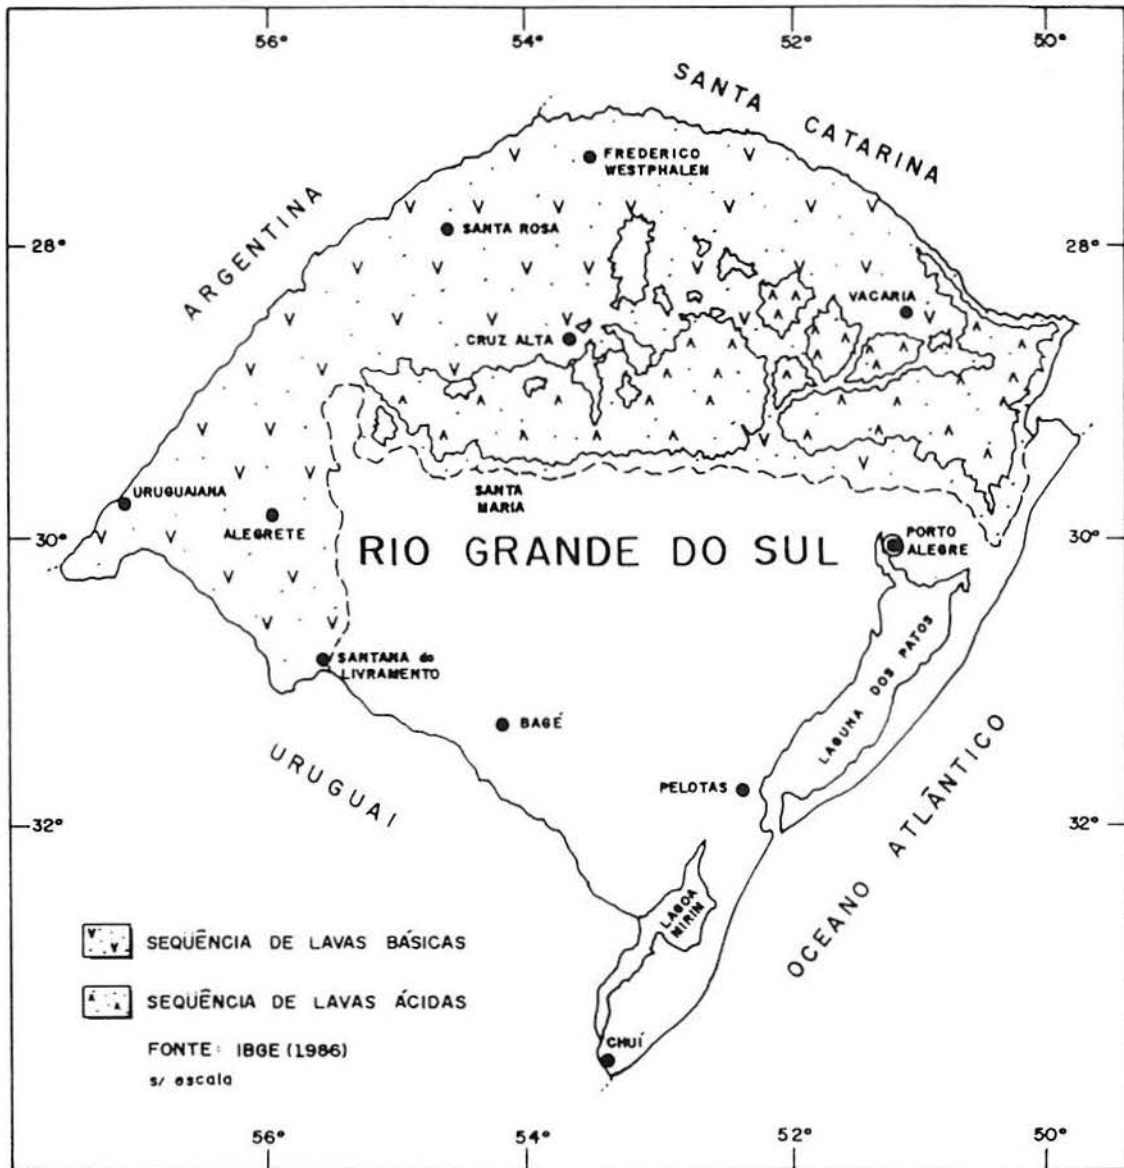 56°
54°
52°
50°
SANTA CATARINA
FREDERICO
WESTPHALEN
ARGENTINA
SANTA ROSA
28°
28°
VACARIA
CRUZ ALTA
URUGUAIANA
SANTA
MARIA
ALEGRETE
30°
RIO GRANDE DO SUL
PORTO
ALEGRE
30°
SANTANA do
LIVRAMENTO
BAGÉ
LAGUNA DOS PATOS
URUGUAI
PELOTAS
OCEANO ATLÂNTICO
32°
32°
LAGOA
MIRIM
SEQÜÊNCIA DE LAVAS BÁSICAS
SEQÜÊNCIA DE LAVAS ÁCIDAS
FONTE: IBGE (1986)
s/ escala
CHUÍ
56°
54°
52°
50°